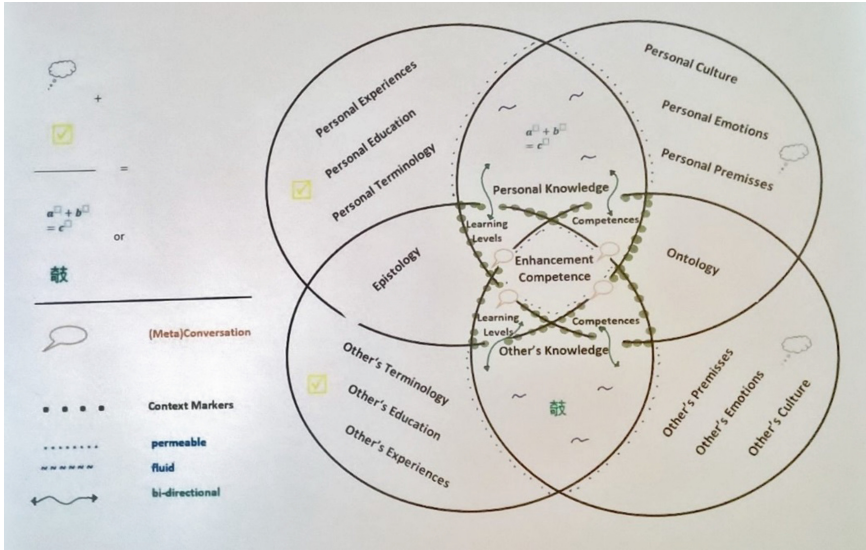 +
=
a□ + b□
= c□
or
鼔
(Meta)Conversation
Context Markers
permeable
fluid
bi-directional
Personal Experiences
Personal Education
Personal Terminology
Personal Culture
Personal Emotions
Personal Premisses
a□ + b□
= c□
Personal Knowledge
Learning
Levels
Competences
Epistology
Enhancement
Competence
Ontology
Learning
Levels
Competences
Other's Knowledge
Other's Terminology
Other's Education
Other's Experiences
鼔
Other's Premisses
Other's Emotions
Other's Culture